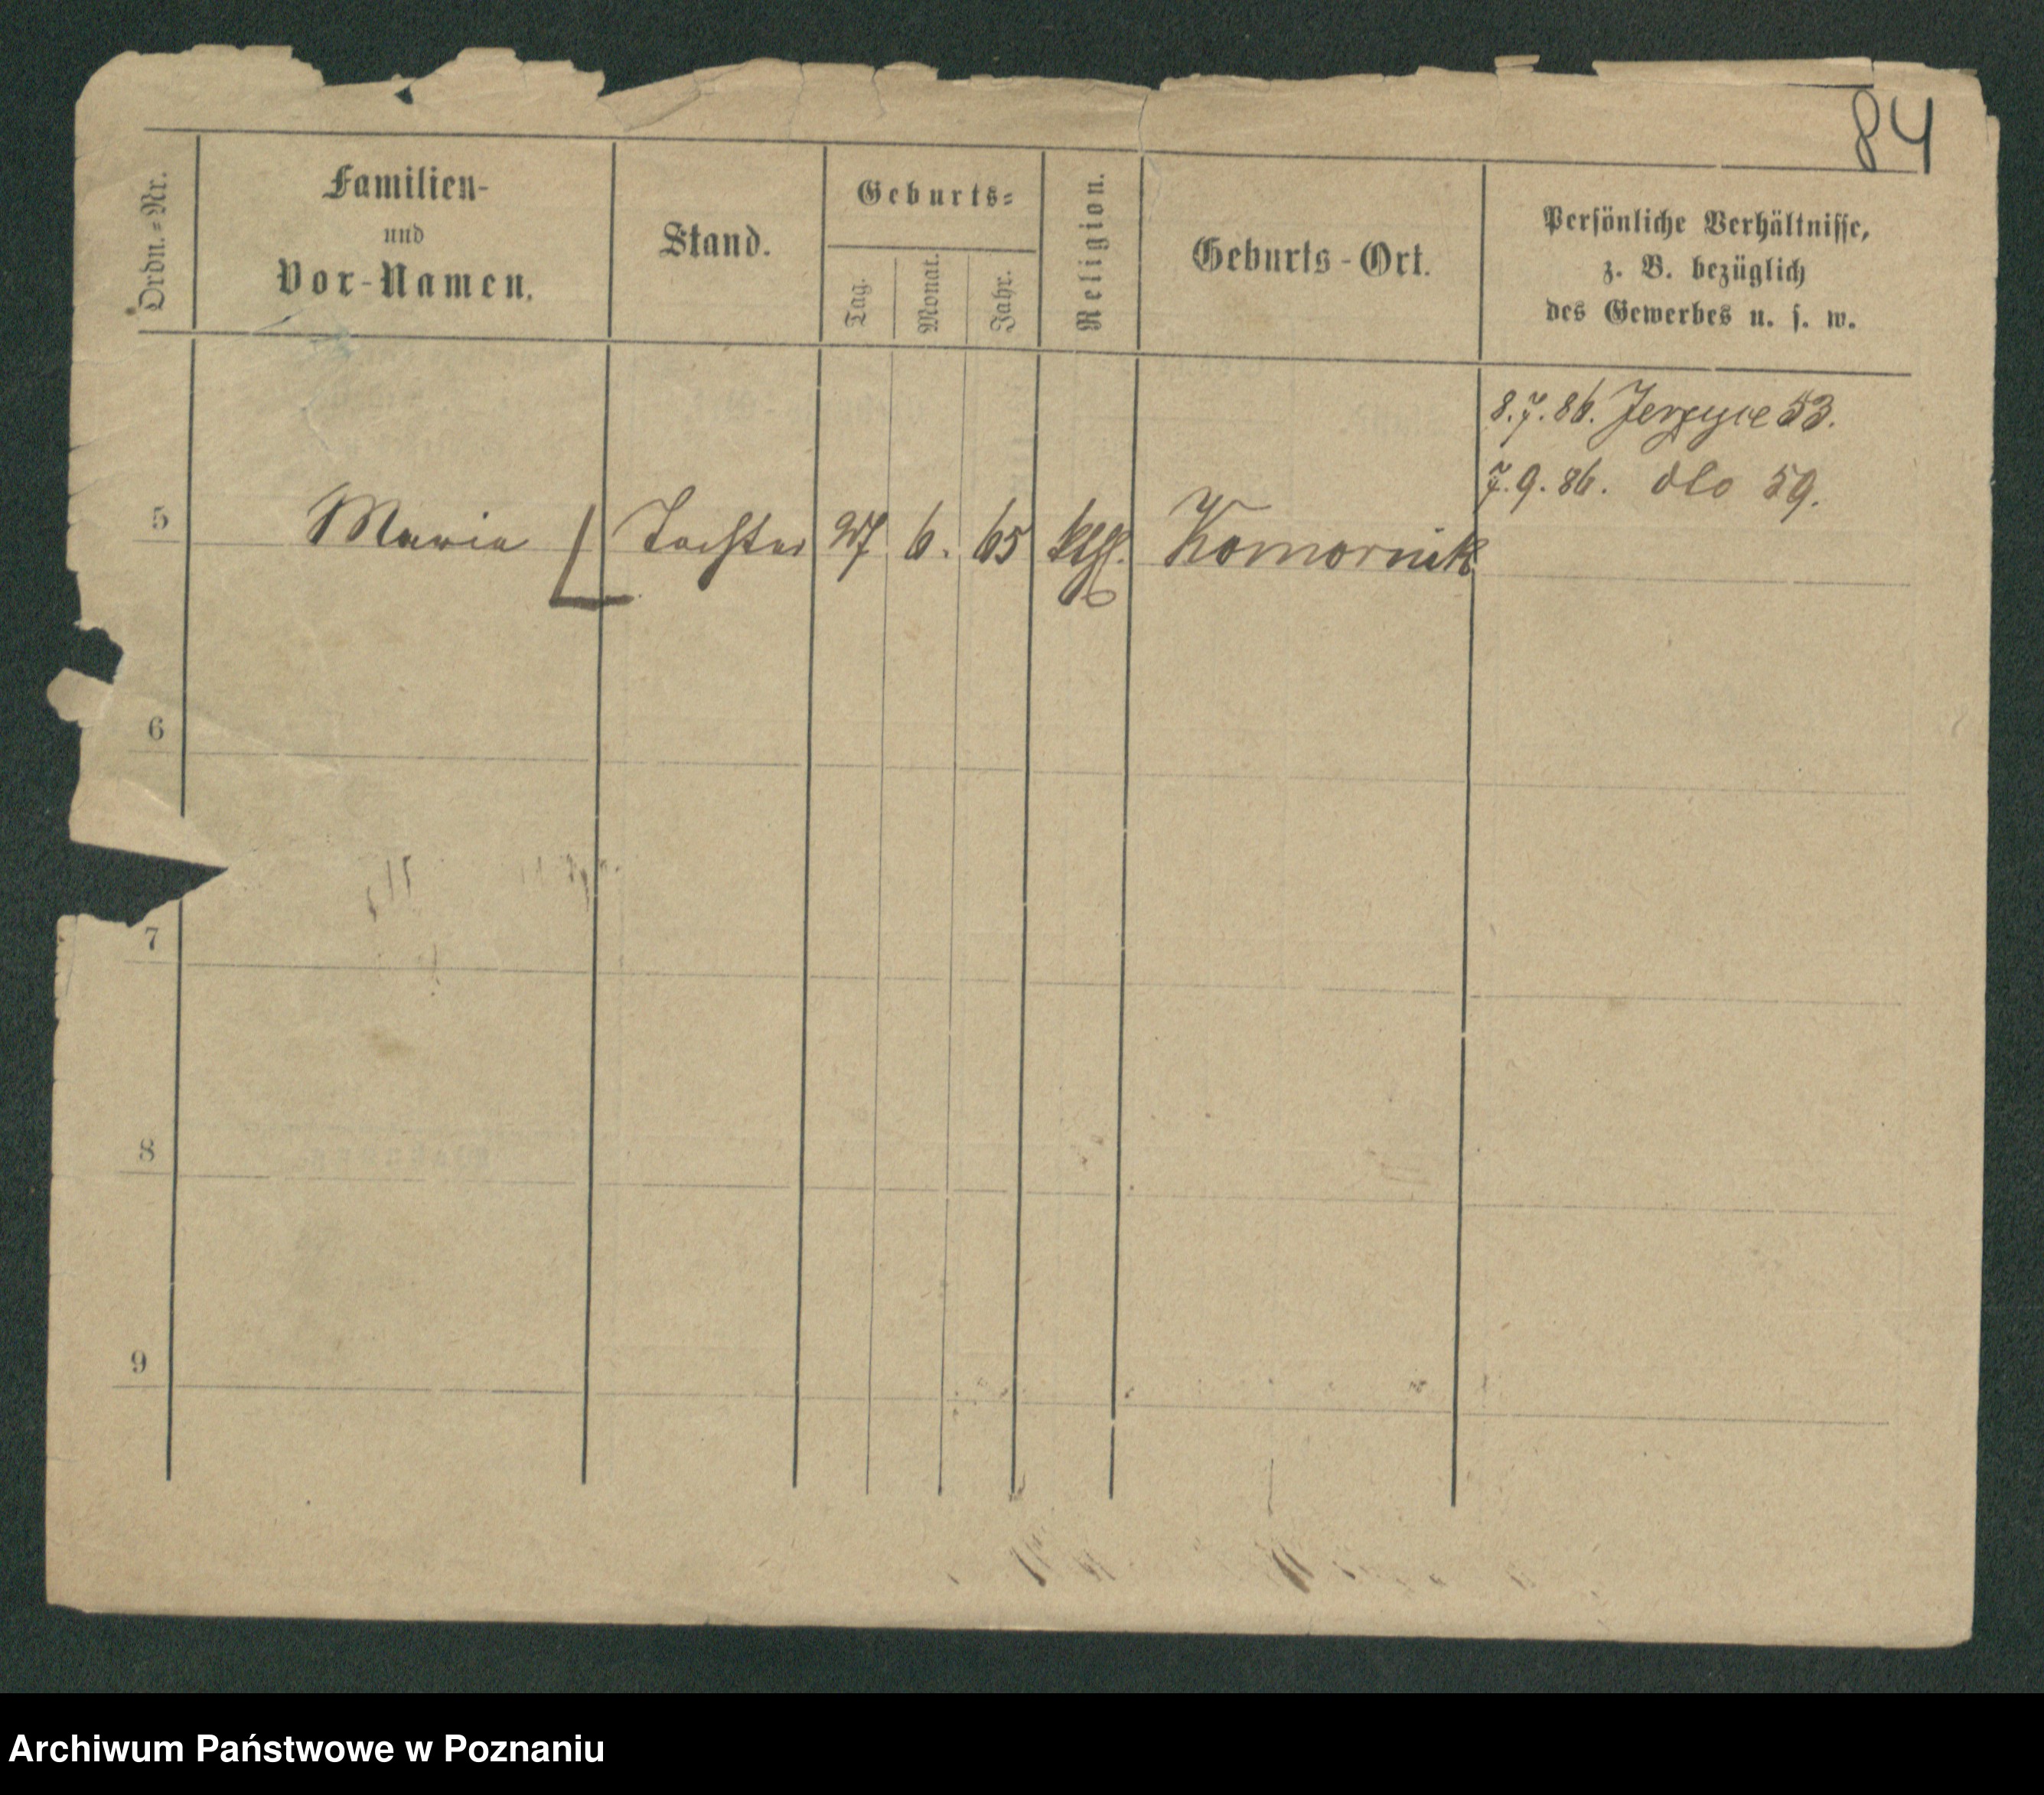 84
Ordn.=Nr.
Familien-
und
Vor-Namen.
Stand.
Geburts=
Tag.
Monat.
Jahr.
Religion.
Geburts-Ort.
Persönliche Verhältnisse,
z. B. bezüglich
des Gewerbes u. s. w.
8. 7. 86. Jerzyce 53.
7. 9. 86. dto 59.
5 Maria Tochter 27 6. 65 kth. Komornik
6
7
8
9
Archiwum Państwowe w Poznaniu